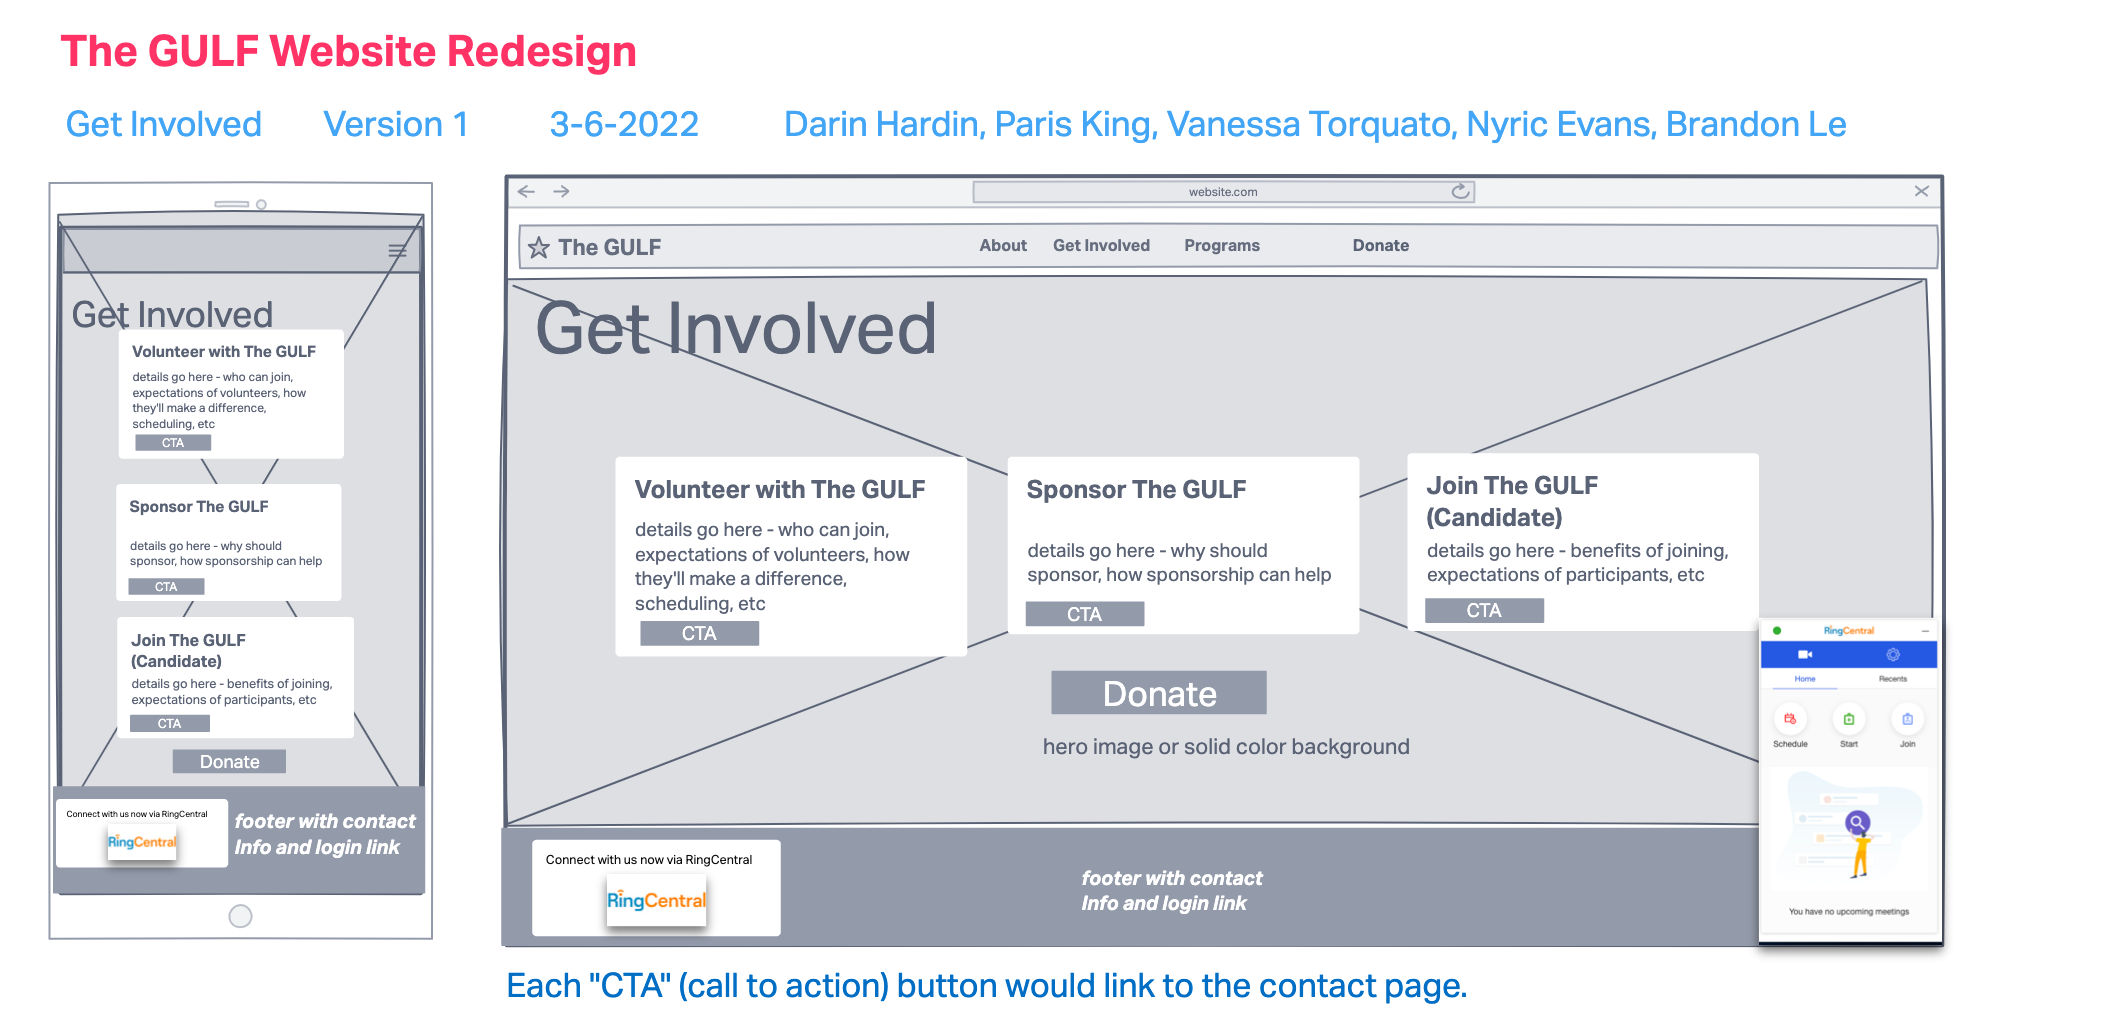 The GULF Website Redesign
Get Involved Version 1 3-6-2022 Darin Hardin, Paris King, Vanessa Torquato, Nyric Evans, Brandon Le
Get Involved
Volunteer with The GULF
details go here - who can join,
expectations of volunteers, how
they'll make a difference,
scheduling, etc
CTA
Sponsor The GULF
details go here - why should
sponsor, how sponsorship can help
CTA
Join The GULF
(Candidate)
details go here - benefits of joining,
expectations of participants, etc
CTA
Donate
Connect with us now via RingCentral
RingCentral
footer with contact
Info and login link
website.com
The GULF About Get Involved Programs Donate
Get Involved
Volunteer with The GULF
details go here - who can join,
expectations of volunteers, how
they'll make a difference,
scheduling, etc
CTA
Sponsor The GULF
details go here - why should
sponsor, how sponsorship can help
CTA
Join The GULF
(Candidate)
details go here - benefits of joining,
expectations of participants, etc
CTA
Donate
hero image or solid color background
RingCentral
Home Recents
Schedule Start Join
You have no upcoming meetings
Connect with us now via RingCentral
RingCentral
footer with contact
Info and login link
Each "CTA" (call to action) button would link to the contact page.